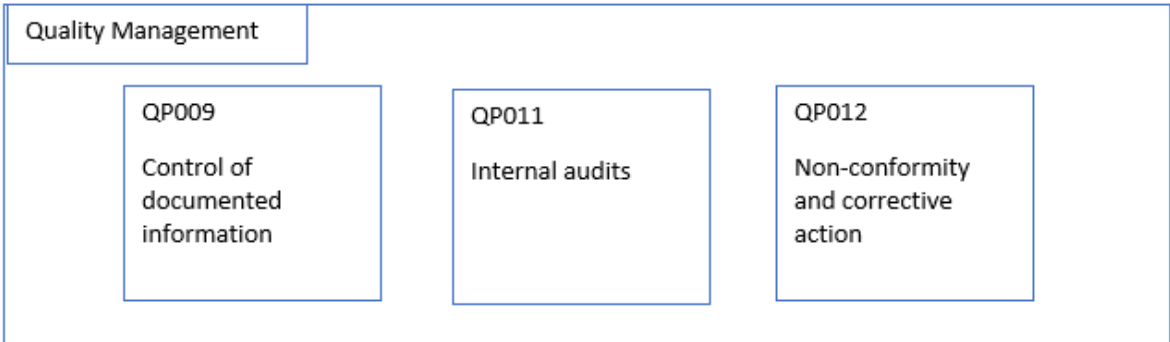 Quality Management
QP009
Control of
documented
information
QP011
Internal audits
QP012
Non-conformity
and corrective
action